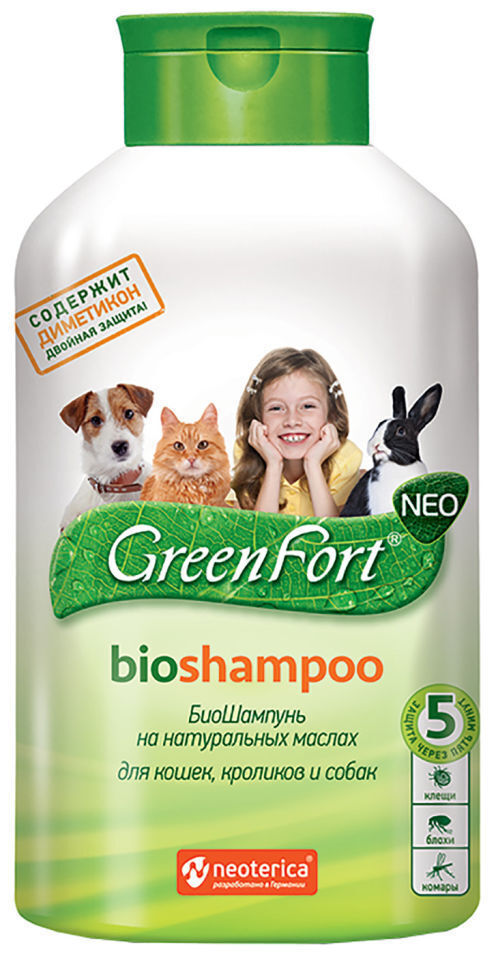 СОДЕРЖИТ
ДИМЕТИКОН
ДВОЙНАЯ ЗАЩИТА!
NEO
GreenFort®
bioshampoo
БиоШампунь
на натуральных маслах
для кошек, кроликов и собак
5
ЗАЩИТА ЧЕРЕЗ ПЯТЬ МИНУТ
клещи
блохи
комары
neoterica®
разработано в Германии